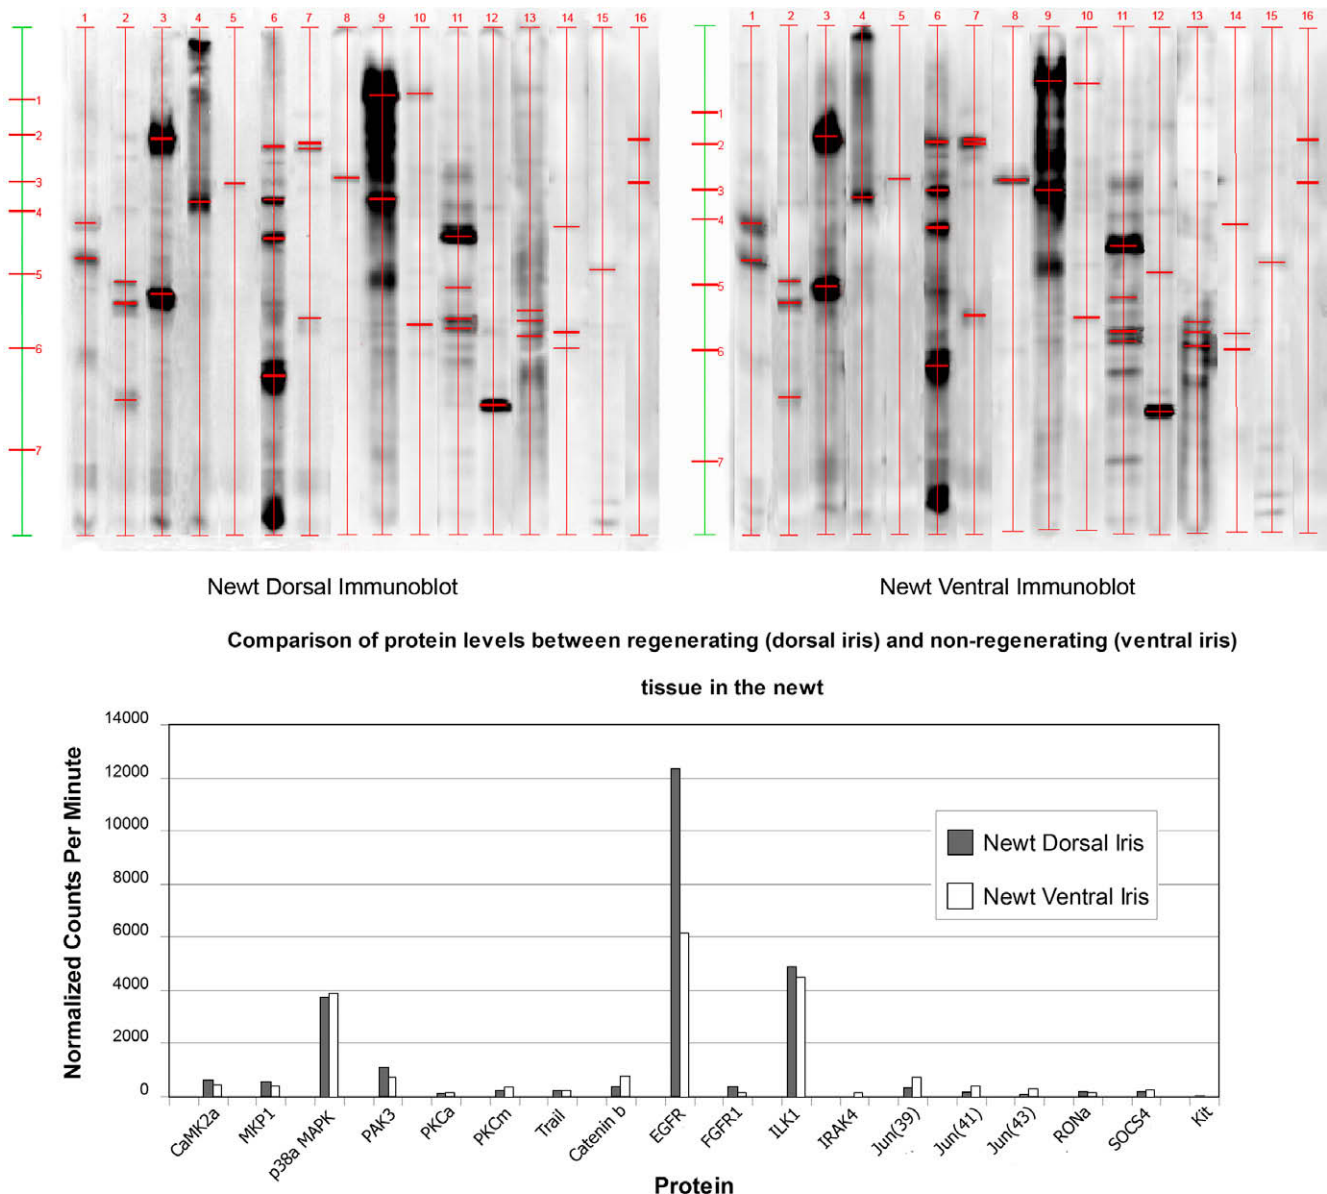 1 2 3 4 5 6 7 8 9 10 11 12 13 14 15 16
1
2
3
4
5
6
7
Newt Dorsal Immunoblot
1 2 3 4 5 6 7 8 9 10 11 12 13 14 15 16
1
2
3
4
5
6
7
Newt Ventral Immunoblot
Comparison of protein levels between regenerating (dorsal iris) and non-regenerating (ventral iris)
tissue in the newt
Normalized Counts Per Minute
14000
12000
10000
8000
6000
4000
2000
0
Newt Dorsal Iris
Newt Ventral Iris
CaMK2a
MKP1
p38a MAPK
PAK3
PKCa
PKCm
Trail
Catenin b
EGFR
FGFR1
ILK1
IRAK4
Jun(39)
Jun(41)
Jun(43)
RONa
SOCS4
Kit
Protein